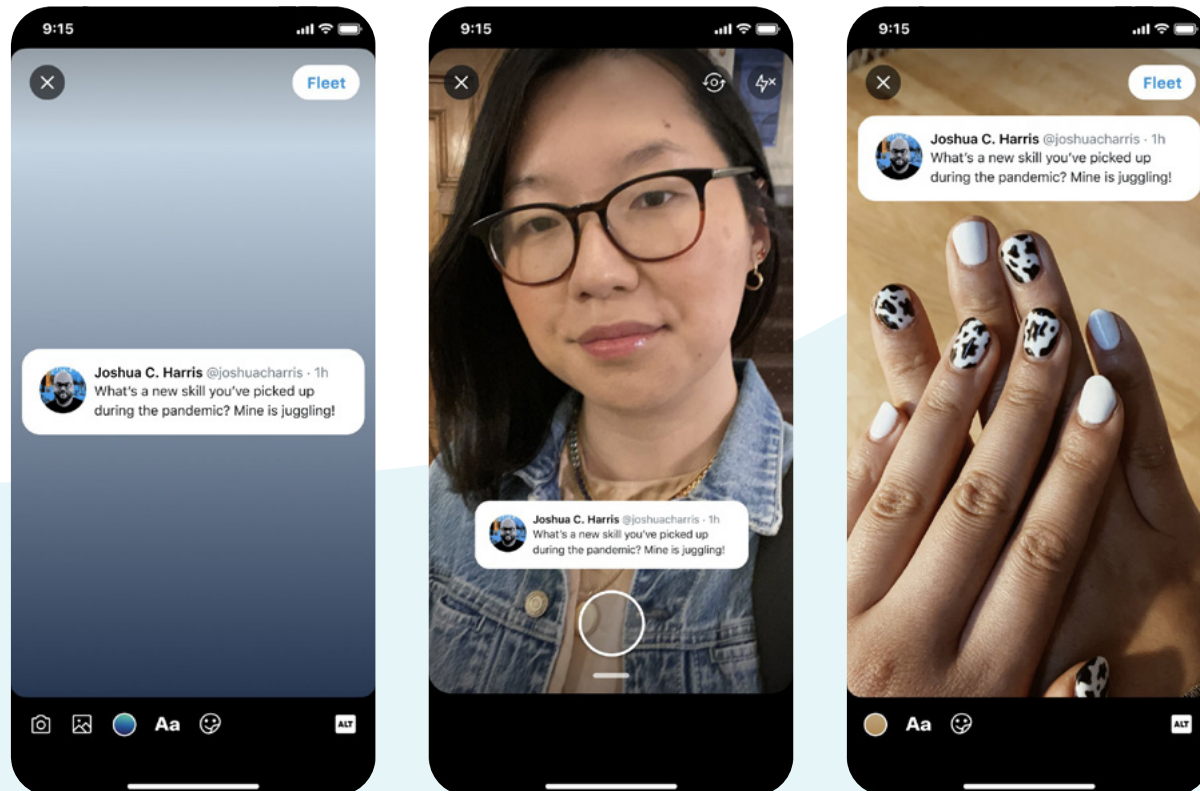 9:15
Fleet
Joshua C. Harris @joshuacharris · 1h
What's a new skill you've picked up
during the pandemic? Mine is juggling!
Aa
ALT
9:15
Joshua C. Harris @joshuacharris · 1h
What's a new skill you've picked up
during the pandemic? Mine is juggling!
9:15
Fleet
Joshua C. Harris @joshuacharris · 1h
What's a new skill you've picked up
during the pandemic? Mine is juggling!
Aa
ALT